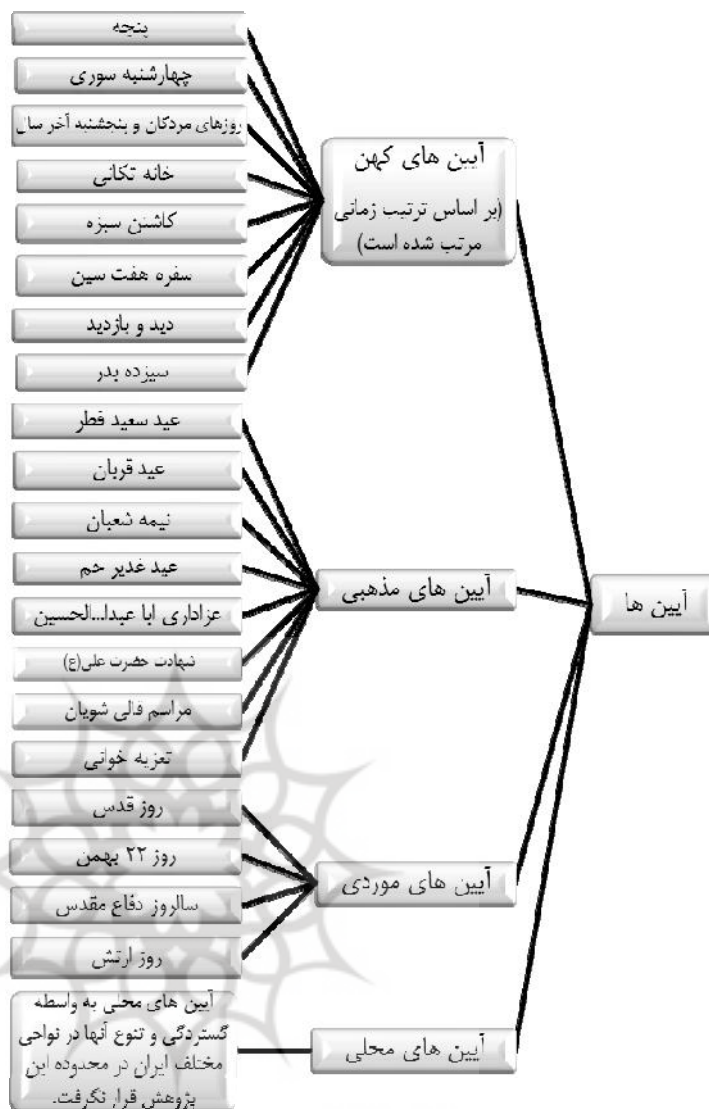 آیین ها
آیین های کهن
(بر اساس ترتیب زمانی
مرتب شده است)
پنجه
چهارشنبه سوری
روزهای مردگان و پنجشنبه آخر سال
خانه تکانی
کاشتن سبزه
سفره هفت سین
دید و بازدید
سیزده بدر
آیین های مذهبی
عید سعید فطر
عید قربان
نیمه شعبان
عید غدیر خم
عزاداری ابا عبدا...الحسین
شهادت حضرت علی(ع)
مراسم قالی شویان
تعزیه خوانی
آیین های موردی
روز قدس
روز ۲۲ بهمن
سالروز دفاع مقدس
روز ارتش
آیین های محلی
آیین های محلی به واسطه
گستردگی و تنوع آنها در نواحی
مختلف ایران در محدوده این
پژوهش قرار نگرفت.